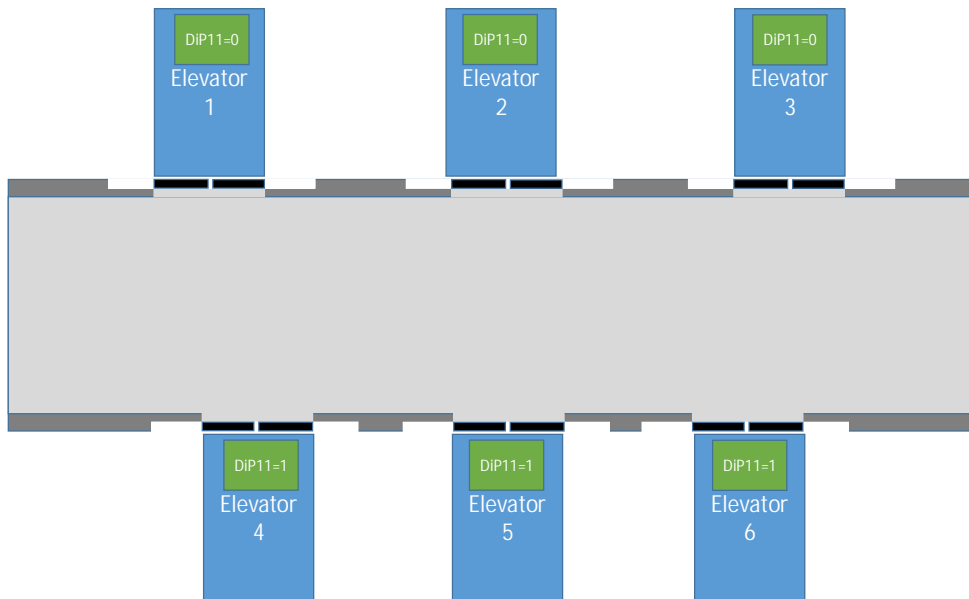 DiP11=0
Elevator
1
DiP11=0
Elevator
2
DiP11=0
Elevator
3
DiP11=1
Elevator
4
DiP11=1
Elevator
5
DiP11=1
Elevator
6